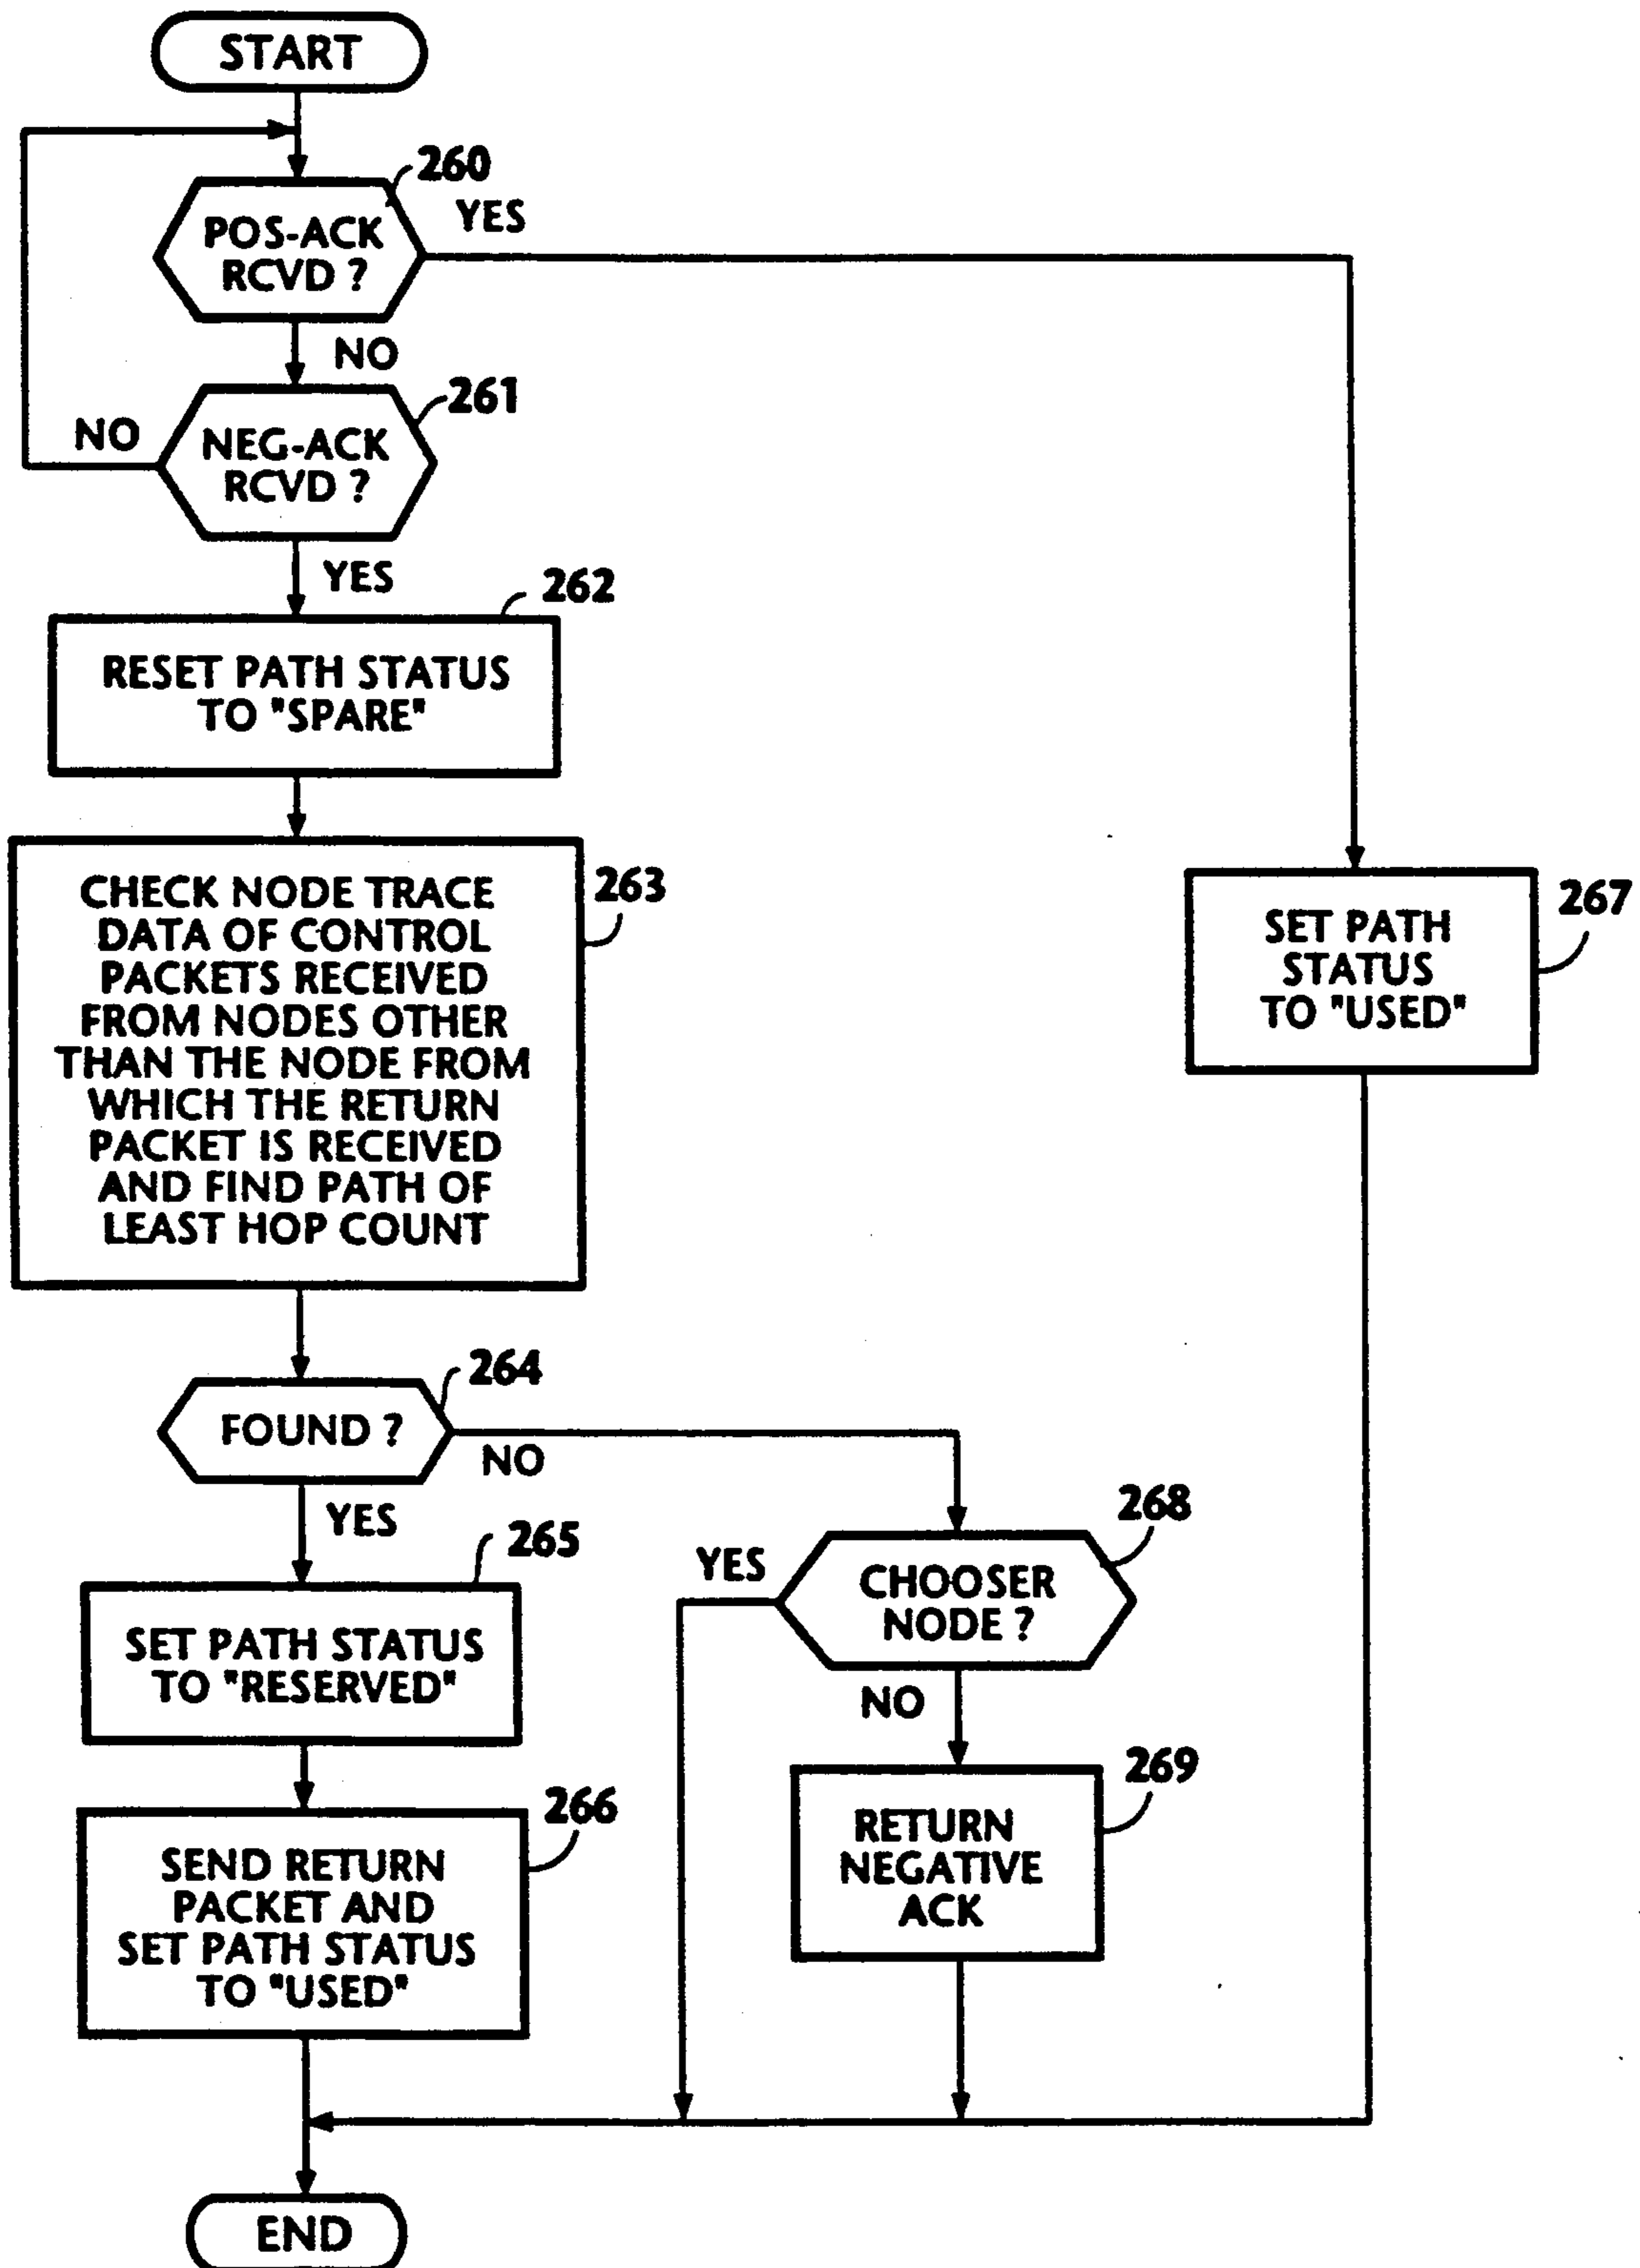 START
260
POS-ACK
RCVD ?
YES
NO
261
NEG-ACK
RCVD ?
NO
YES
262
RESET PATH STATUS
TO "SPARE"
263
CHECK NODE TRACE
DATA OF CONTROL
PACKETS RECEIVED
FROM NODES OTHER
THAN THE NODE FROM
WHICH THE RETURN
PACKET IS RECEIVED
AND FIND PATH OF
LEAST HOP COUNT
267
SET PATH
STATUS
TO "USED"
264
FOUND ?
NO
YES
265
SET PATH STATUS
TO "RESERVED"
268
YES
CHOOSER
NODE ?
NO
266
SEND RETURN
PACKET AND
SET PATH STATUS
TO "USED"
269
RETURN
NEGATIVE
ACK
END